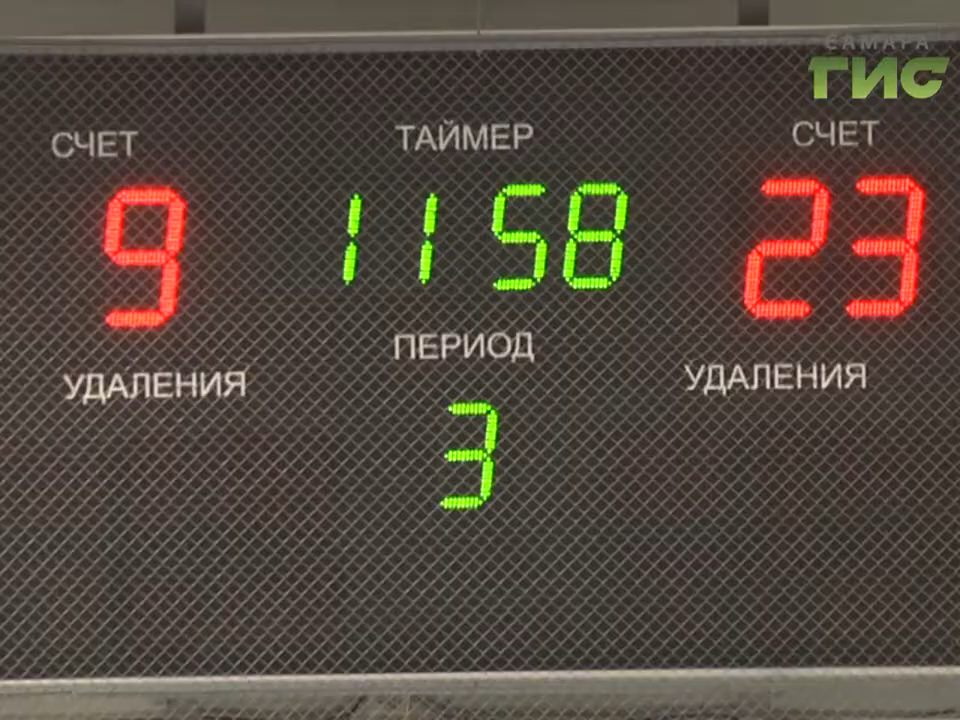 САМАРА
ГИС
СЧЕТ ТАЙМЕР СЧЕТ
9 11 58 23
ПЕРИОД
УДАЛЕНИЯ УДАЛЕНИЯ
3